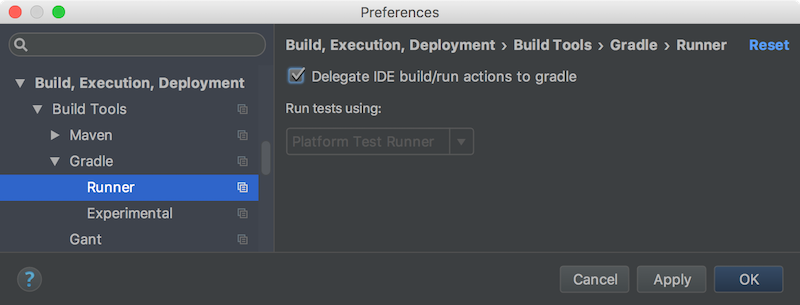 Preferences
Build, Execution, Deployment › Build Tools › Gradle › Runner Reset
Build, Execution, Deployment
Delegate IDE build/run actions to gradle
Build Tools
Run tests using:
Maven
Platform Test Runner
Gradle
Runner
Experimental
Gant
?
Cancel
Apply
OK